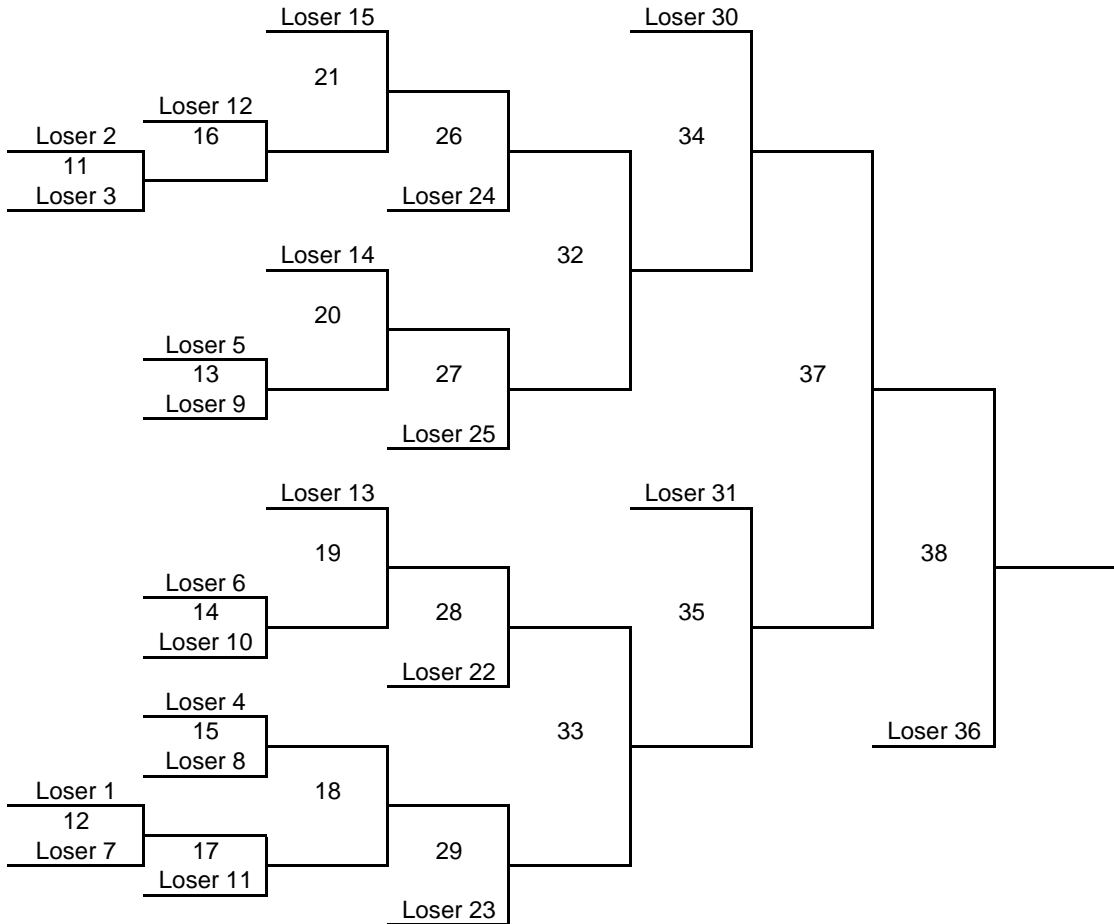 Loser 15
Loser 30
21
Loser 12
Loser 2
16
26
34
11
Loser 3
Loser 24
Loser 14
32
20
Loser 5
13
27
37
Loser 9
Loser 25
Loser 13
Loser 31
19
38
Loser 6
14
28
35
Loser 10
Loser 22
Loser 4
15
33
Loser 36
Loser 8
Loser 1
18
12
Loser 7
17
29
Loser 11
Loser 23